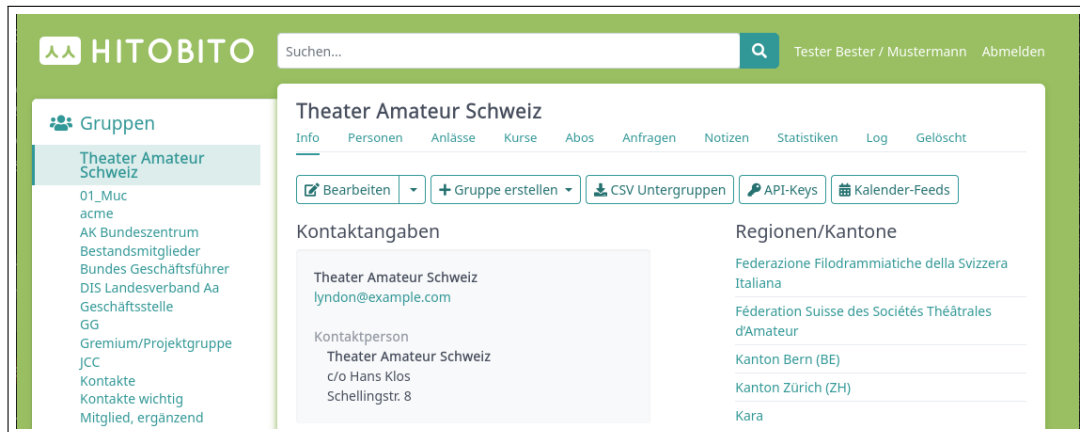 HITOBITO
Suchen...
Tester Bester / Mustermann Abmelden
Gruppen
Theater Amateur
Schweiz
01_Muc
acme
AK Bundeszentrum
Bestandsmitglieder
Bundes Geschäftsführer
DIS Landesverband Aa
Geschäftsstelle
GG
Gremium/Projektgruppe
JCC
Kontakte
Kontakte wichtig
Mitglied, ergänzend
Theater Amateur Schweiz
Info Personen Anlässe Kurse Abos Anfragen Notizen Statistiken Log Gelöscht
Bearbeiten Gruppe erstellen CSV Untergruppen API-Keys Kalender-Feeds
Kontaktangaben
Theater Amateur Schweiz
lyndon@example.com
Kontaktperson
Theater Amateur Schweiz
c/o Hans Klos
Schellingstr. 8
Regionen/Kantone
Federazione Filodrammiatiche della Svizzera
Italiana
Féderation Suisse des Sociétés Théâtrales
d’Amateur
Kanton Bern (BE)
Kanton Zürich (ZH)
Kara